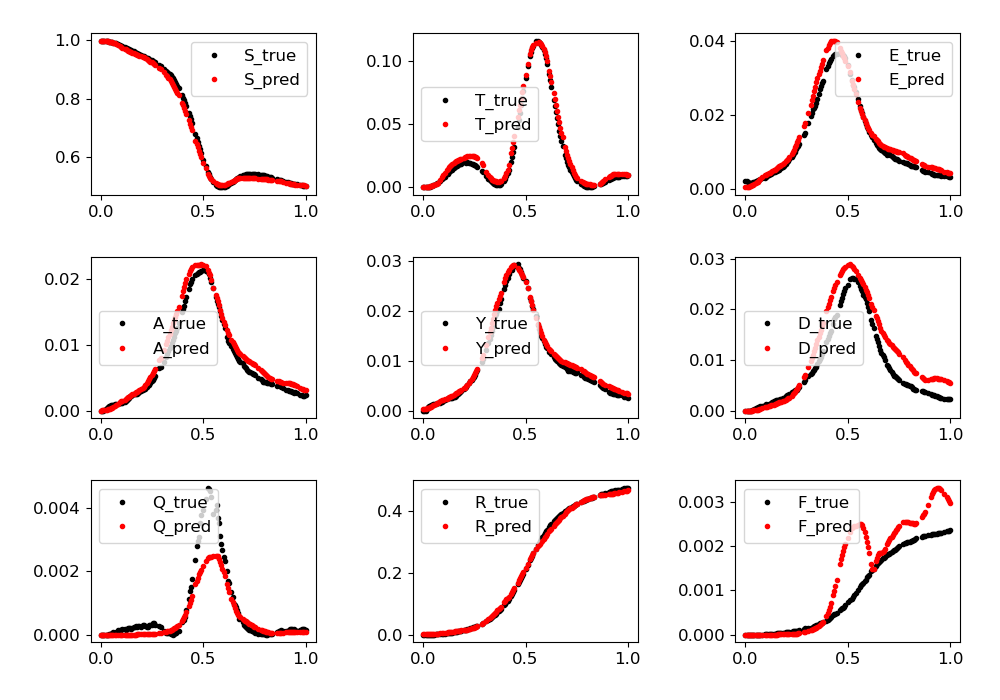 1.0
0.8
0.6
0.0 0.5 1.0
S_true
S_pred
0.10
0.05
0.00
0.0 0.5 1.0
T_true
T_pred
0.04
0.02
0.00
0.0 0.5 1.0
E_true
E_pred
0.02
0.01
0.00
0.0 0.5 1.0
A_true
A_pred
0.03
0.02
0.01
0.00
0.0 0.5 1.0
Y_true
Y_pred
0.03
0.02
0.01
0.00
0.0 0.5 1.0
D_true
D_pred
0.004
0.002
0.000
0.0 0.5 1.0
Q_true
Q_pred
0.4
0.2
0.0
0.0 0.5 1.0
R_true
R_pred
0.003
0.002
0.001
0.000
0.0 0.5 1.0
F_true
F_pred